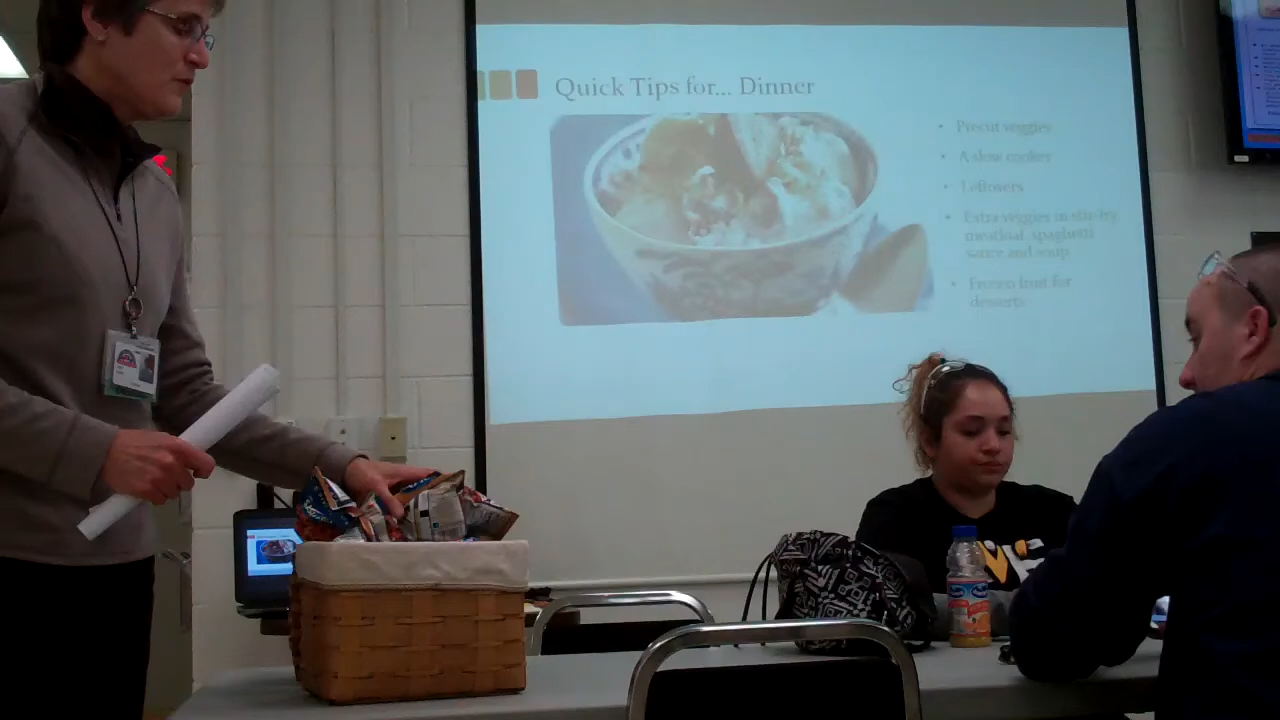 Quick Tips for... Dinner
• Precut veggies
• A slow cooker
• Leftovers
• Extra veggies in stir-fry,
meatloaf, spaghetti
sauce and soup
• Frozen fruit for
desserts